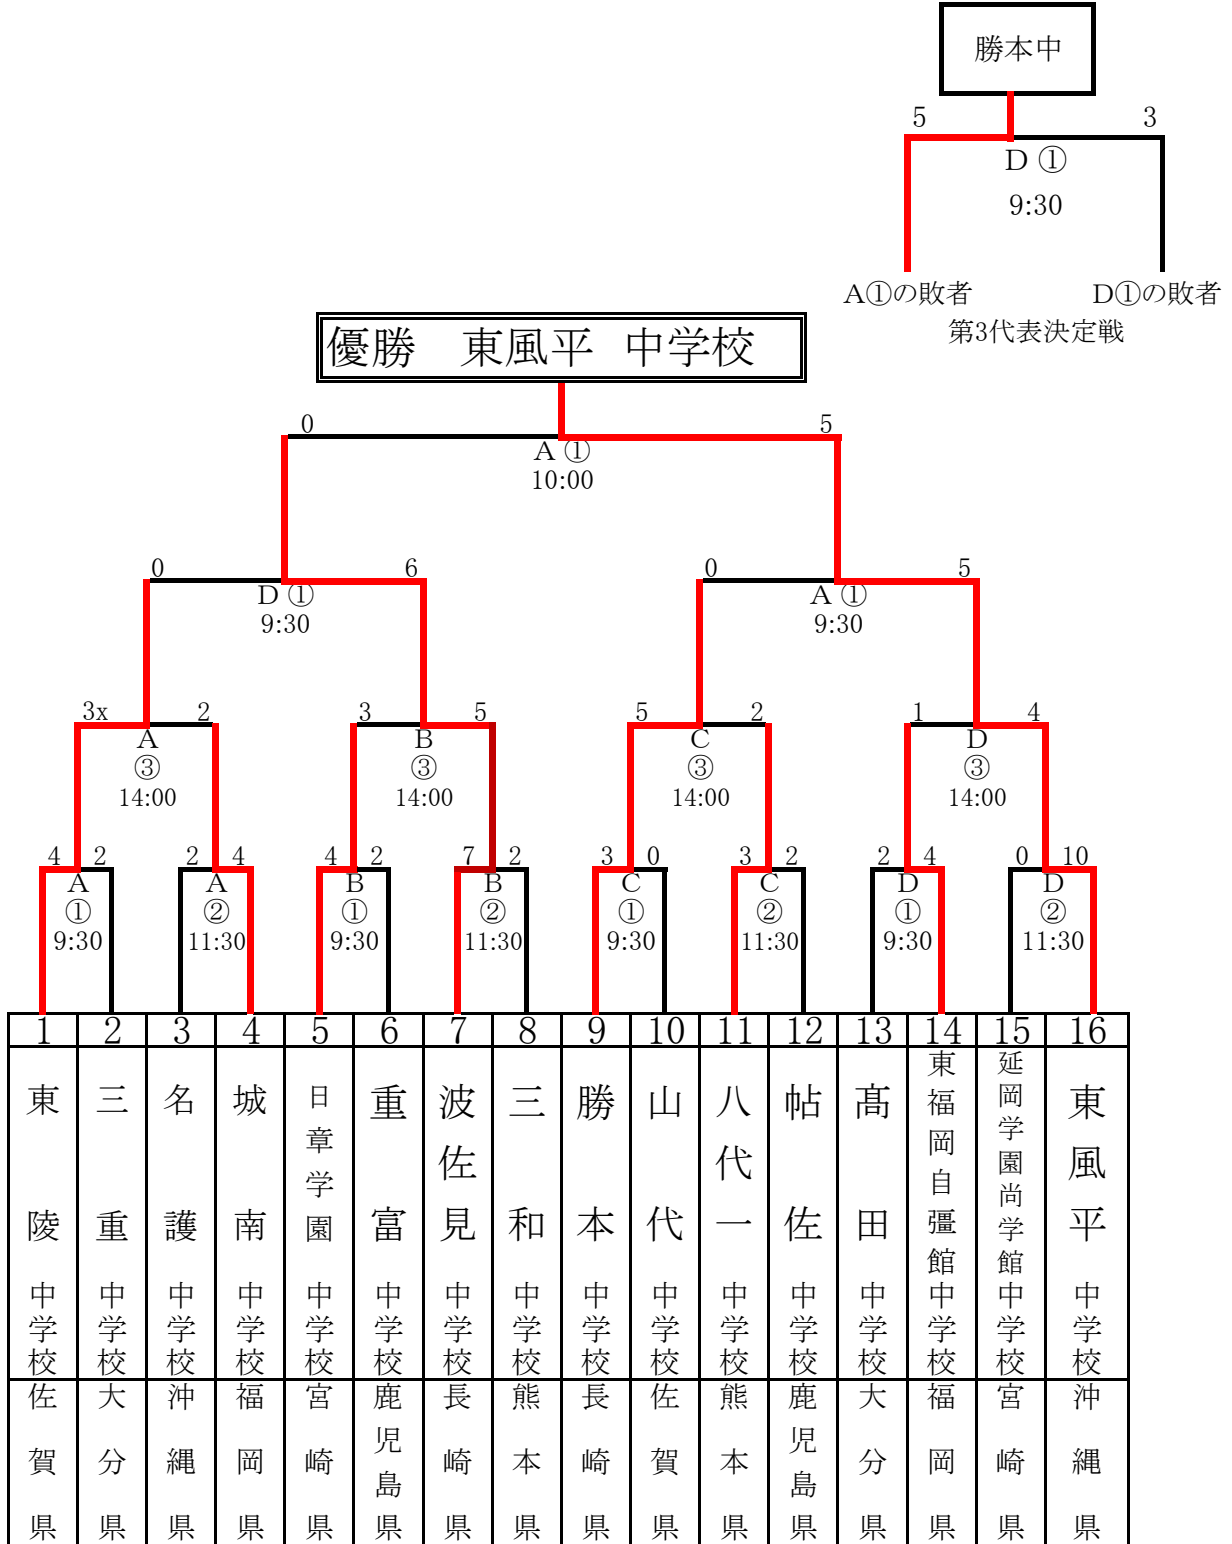 勝本中
5 3
D ①
9:30
A①の敗者 D①の敗者
第3代表決定戦
優勝 東風平 中学校
0 5
A ①
10:00
0 6 0 5
D ① A ①
9:30 9:30
3x 2 3 5 5 2 1 4
A B C D
③ ③ ③ ③
14:00 14:00 14:00 14:00
4 2 2 4 4 2 7 2 3 0 3 2 2 4 0 10
A A B B C C D D
① ② ① ② ① ② ① ②
9:30 11:30 9:30 11:30 9:30 11:30 9:30 11:30
1 2 3 4 5 6 7 8 9 10 11 12 13 14 15 16
東陵中学校
三重中学校
名護中学校
城南中学校
日章学園中学校
重富中学校
波佐見中学校
三和中学校
勝本中学校
山代中学校
八代一中学校
帖佐中学校
髙田中学校
東福岡自彊館中学校
延岡学園尚学館中学校
東風平中学校
佐賀県
大分県
沖縄県
福岡県
宮崎県
鹿児島県
長崎県
熊本県
長崎県
佐賀県
熊本県
鹿児島県
大分県
福岡県
宮崎県
沖縄県